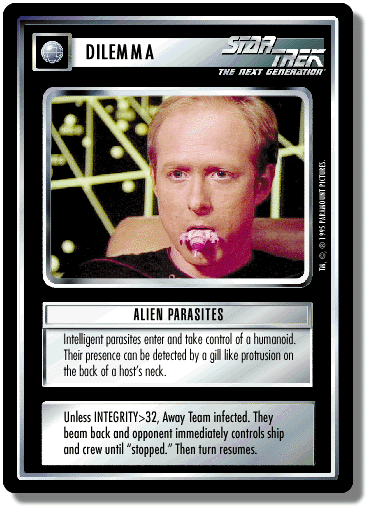 DILEMMA
STAR TREK
THE NEXT GENERATION
TM, © ® 1995 PARAMOUNT PICTURES.
ALIEN PARASITES
Intelligent parasites enter and take control of a humanoid.
Their presence can be detected by a gill like protrusion on
the back of a host's neck.
Unless INTEGRITY>32, Away Team infected. They
beam back and opponent immediately controls ship
and crew until "stopped." Then turn resumes.